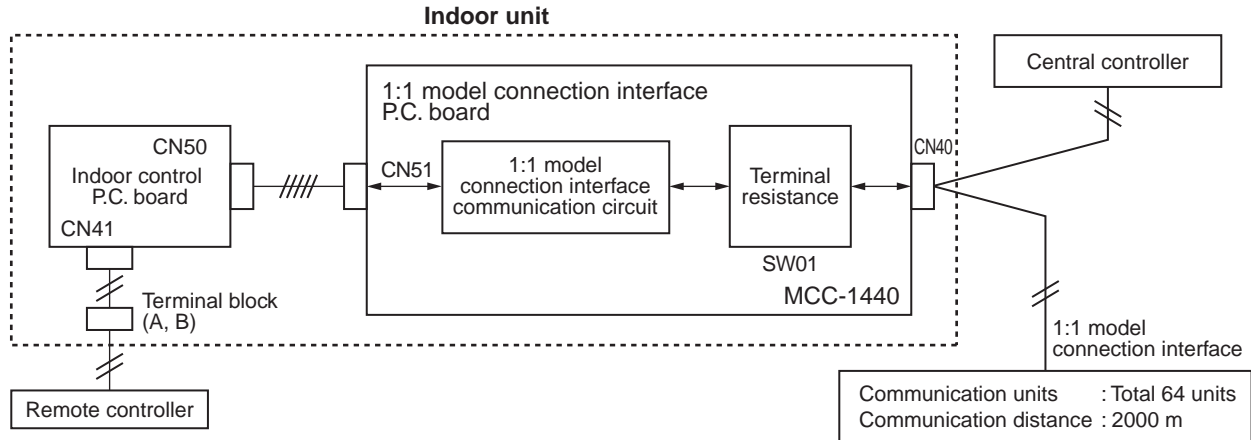 Indoor unit
Central controller
1:1 model connection interface
P.C. board
CN50
Indoor control
P.C. board
CN41
CN51
1:1 model
connection interface
communication circuit
Terminal
resistance
CN40
SW01
MCC-1440
Terminal block
(A, B)
Remote controller
1:1 model
connection interface
Communication units : Total 64 units
Communication distance : 2000 m